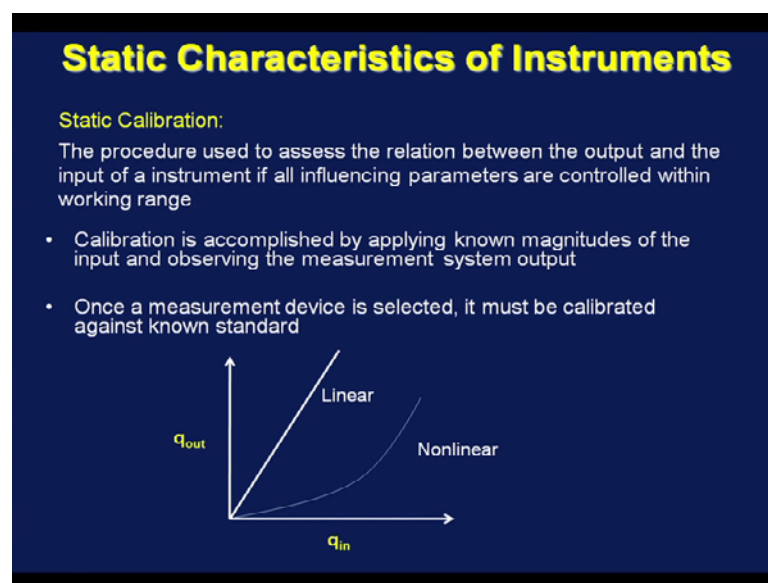 Static Characteristics of Instruments
Static Calibration:
The procedure used to assess the relation between the output and the
input of a instrument if all influencing parameters are controlled within
working range
• Calibration is accomplished by applying known magnitudes of the
input and observing the measurement system output
• Once a measurement device is selected, it must be calibrated
against known standard
Linear
qout
Nonlinear
qin